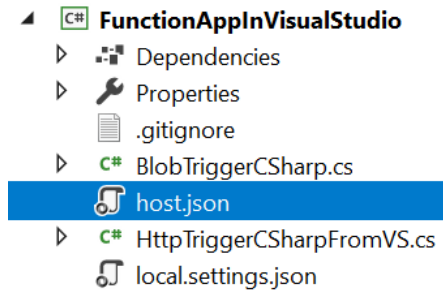 C# FunctionAppInVisualStudio
Dependencies
Properties
.gitignore
C# BlobTriggerCSharp.cs
host.json
C# HttpTriggerCSharpFromVS.cs
local.settings.json